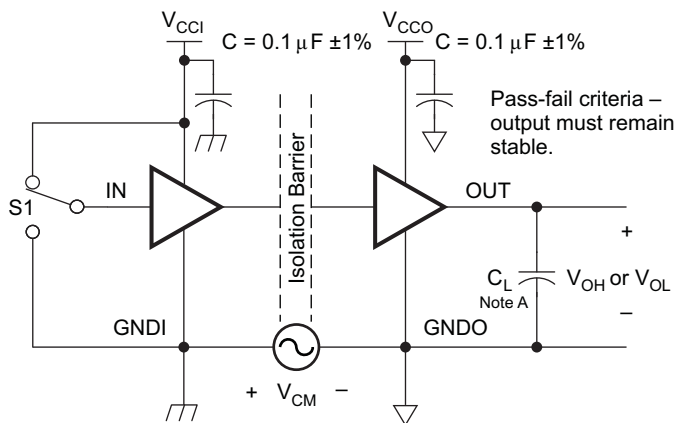 VCCI
C = 0.1 μF ±1%
VCCO
C = 0.1 μF ±1%
Pass-fail criteria –
output must remain
stable.
IN
S1
Isolation Barrier
OUT
+
CL
Note A
VOH or VOL
–
GNDI
GNDO
+ VCM –